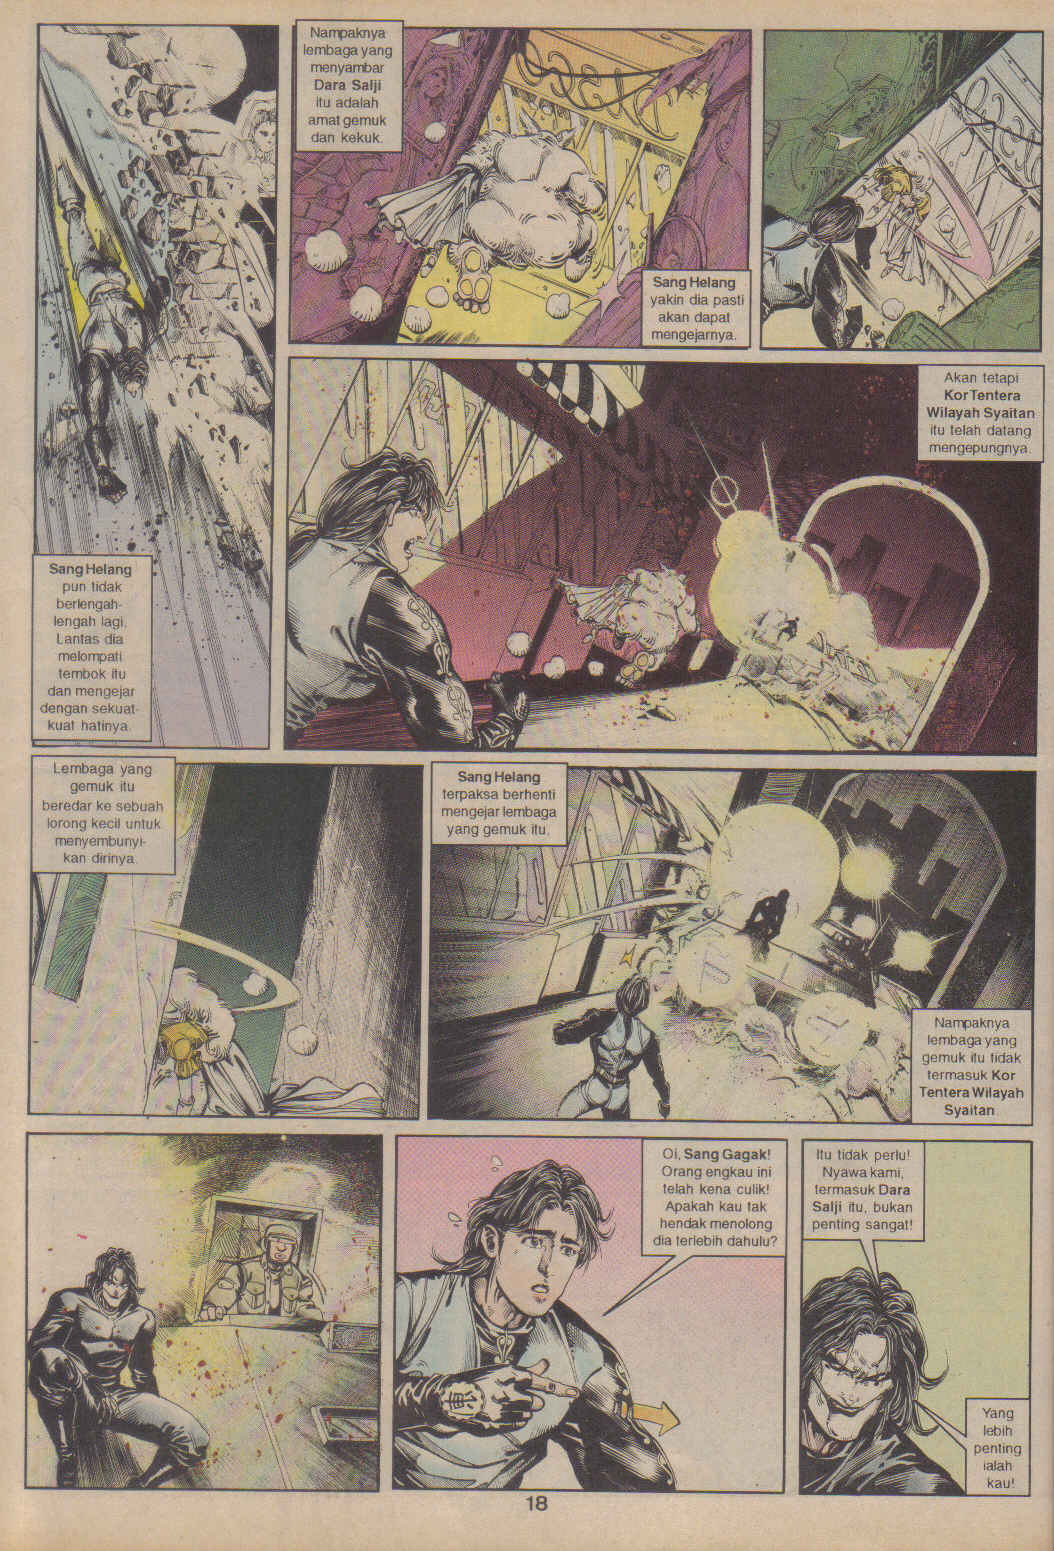 Sang Helang
pun tidak
berlengah-
lengah lagi.
Lantas dia
melompati
tembok itu
dan mengejar
dengan sekuat-
kuat hatinya.
Nampaknya
lembaga yang
menyambar
Dara Salji
itu adalah
amat gemuk
dan kekuk.
Sang Helang
yakin dia pasti
akan dapat
mengejarnya.
Akan tetapi
Kor Tentera
Wilayah Syaitan
itu telah datang
mengepungnya.
Lembaga yang
gemuk itu
beredar ke sebuah
lorong kecil untuk
menyembunyi-
kan dirinya.
Sang Helang
terpaksa berhenti
mengejar lembaga
yang gemuk itu.
Nampaknya
lembaga yang
gemuk itu tidak
termasuk Kor
Tentera Wilayah
Syaitan
Oi, Sang Gagak!
Orang engkau ini
telah kena culik!
Apakah kau tak
hendak menolong
dia terlebih dahulu?
Itu tidak perlu!
Nyawa kami,
termasuk Dara
Salji itu, bukan
penting sangat!
Yang
lebih
penting
ialah
kau!
18